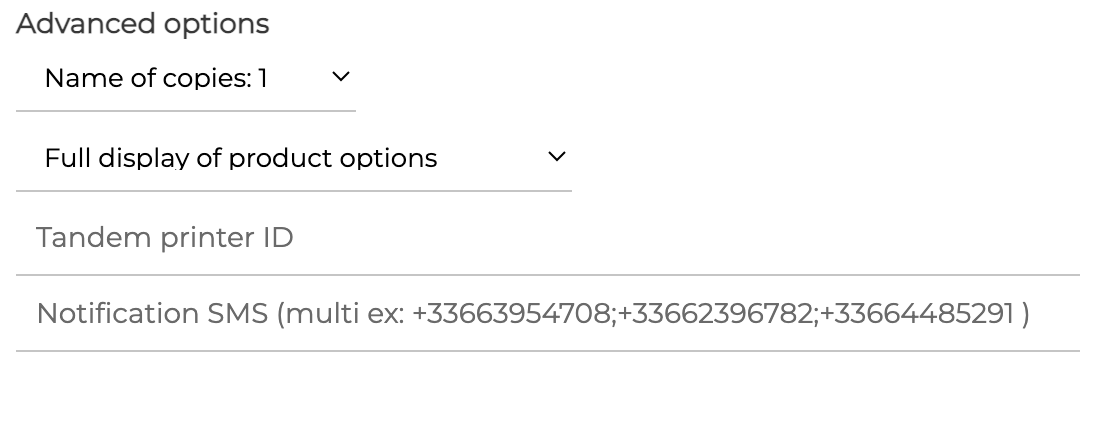 Advanced options
Name of copies: 1
Full display of product options
Tandem printer ID
Notification SMS (multi ex: +33663954708;+33662396782;+33664485291 )